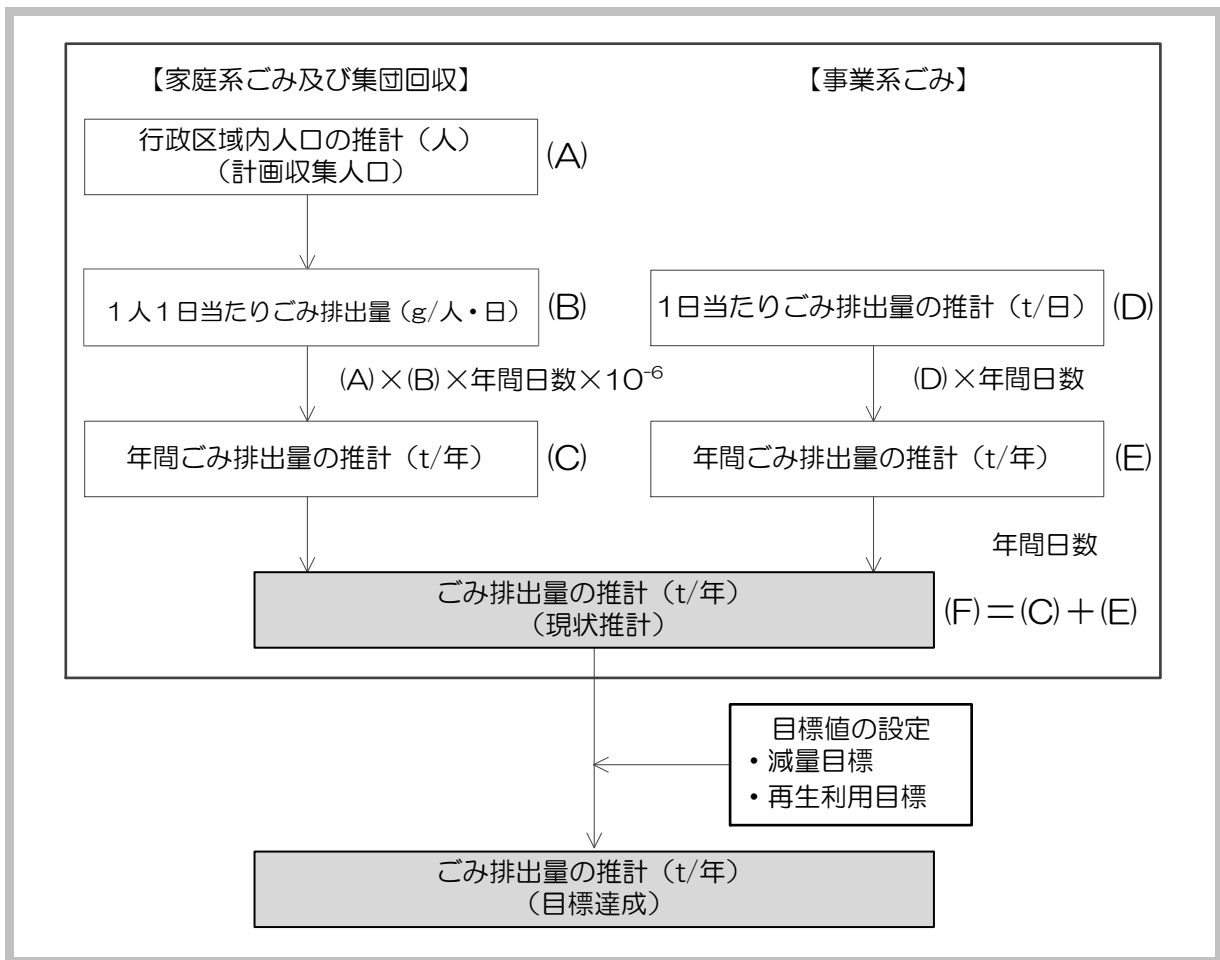 【家庭系ごみ及び集団回収】
【事業系ごみ】
行政区域内人口の推計（人）
（計画収集人口）
(A)
１人１日当たりごみ排出量（g/人・日）
(B)
１日当たりごみ排出量の推計（t/日）
(D)
(A)×(B)×年間日数×10⁻⁶
(D)×年間日数
年間ごみ排出量の推計（t/年）
(C)
年間ごみ排出量の推計（t/年）
(E)
年間日数
ごみ排出量の推計（t/年）
（現状推計）
(F)＝(C)＋(E)
目標値の設定
・減量目標
・再生利用目標
ごみ排出量の推計（t/年）
（目標達成）